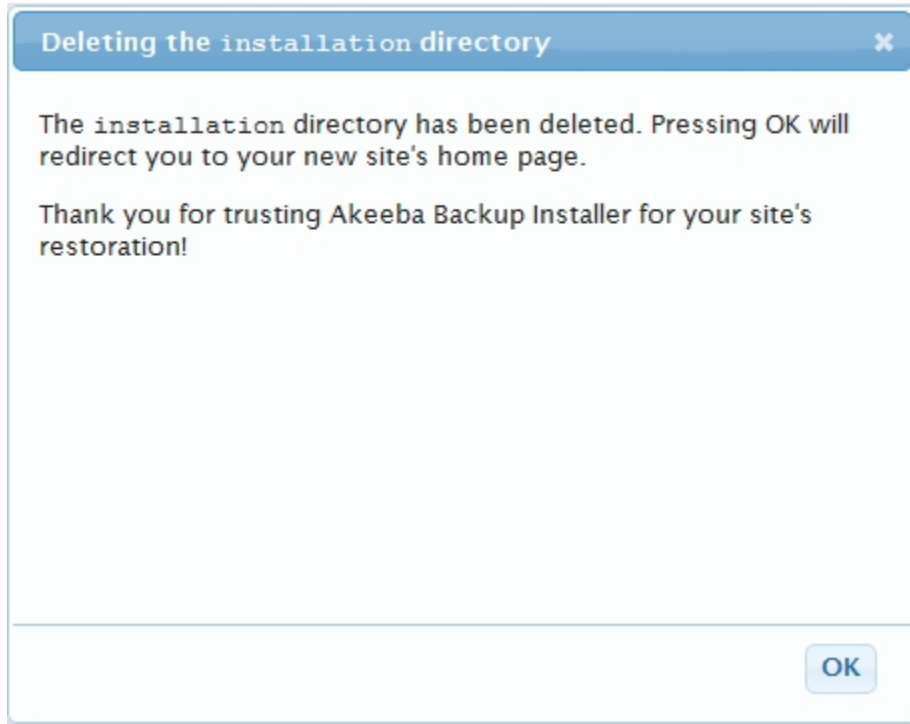 Deleting the installation directory
The installation directory has been deleted. Pressing OK will
redirect you to your new site's home page.
Thank you for trusting Akeeba Backup Installer for your site's
restoration!
OK